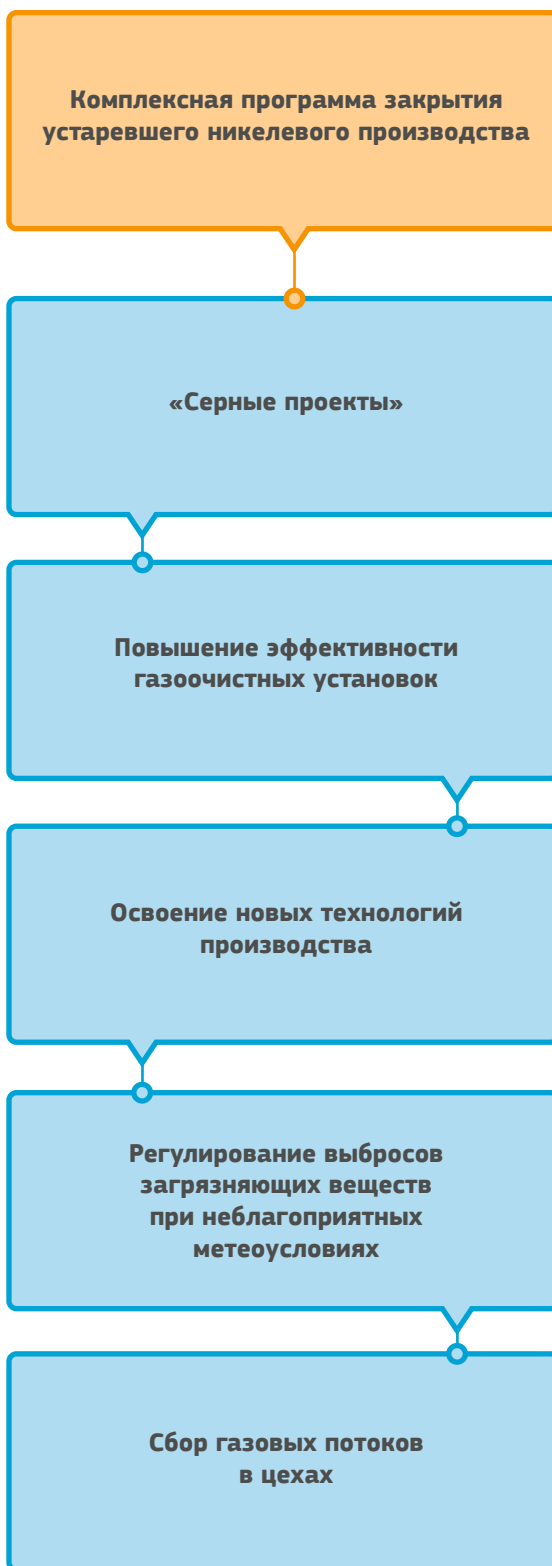 Комплексная программа закрытия
устаревшего никелевого производства
«Серные проекты»
Повышение эффективности
газоочистных установок
Освоение новых технологий
производства
Регулирование выбросов
загрязняющих веществ
при неблагоприятных
метеоусловиях
Сбор газовых потоков
в цехах